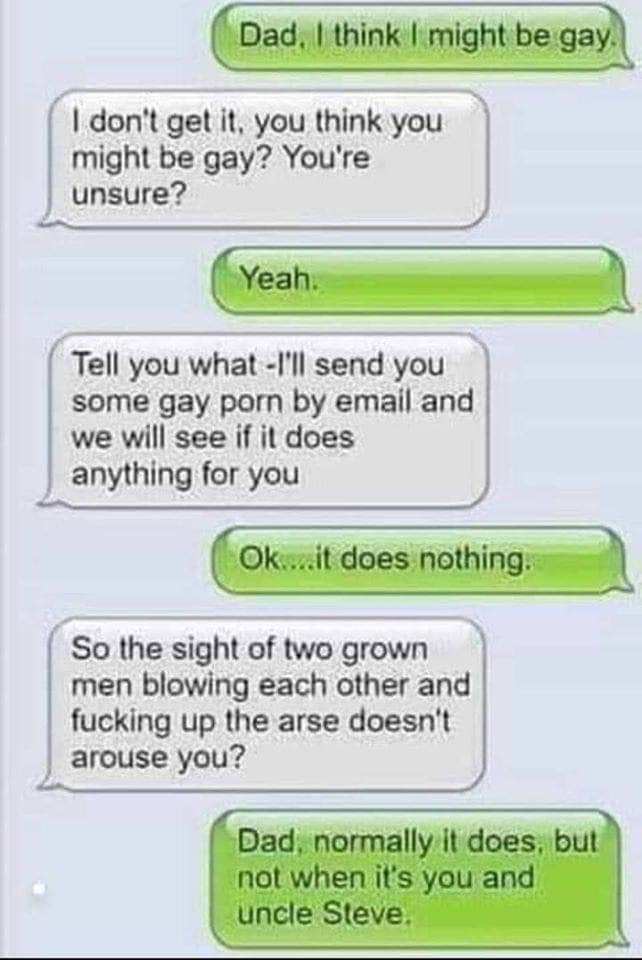 Dad, I think I might be gay.
I don't get it, you think you
might be gay? You're
unsure?
Yeah.
Tell you what -I'll send you
some gay porn by email and
we will see if it does
anything for you
Ok....it does nothing.
So the sight of two grown
men blowing each other and
fucking up the arse doesn't
arouse you?
Dad, normally it does, but
not when it's you and
uncle Steve.